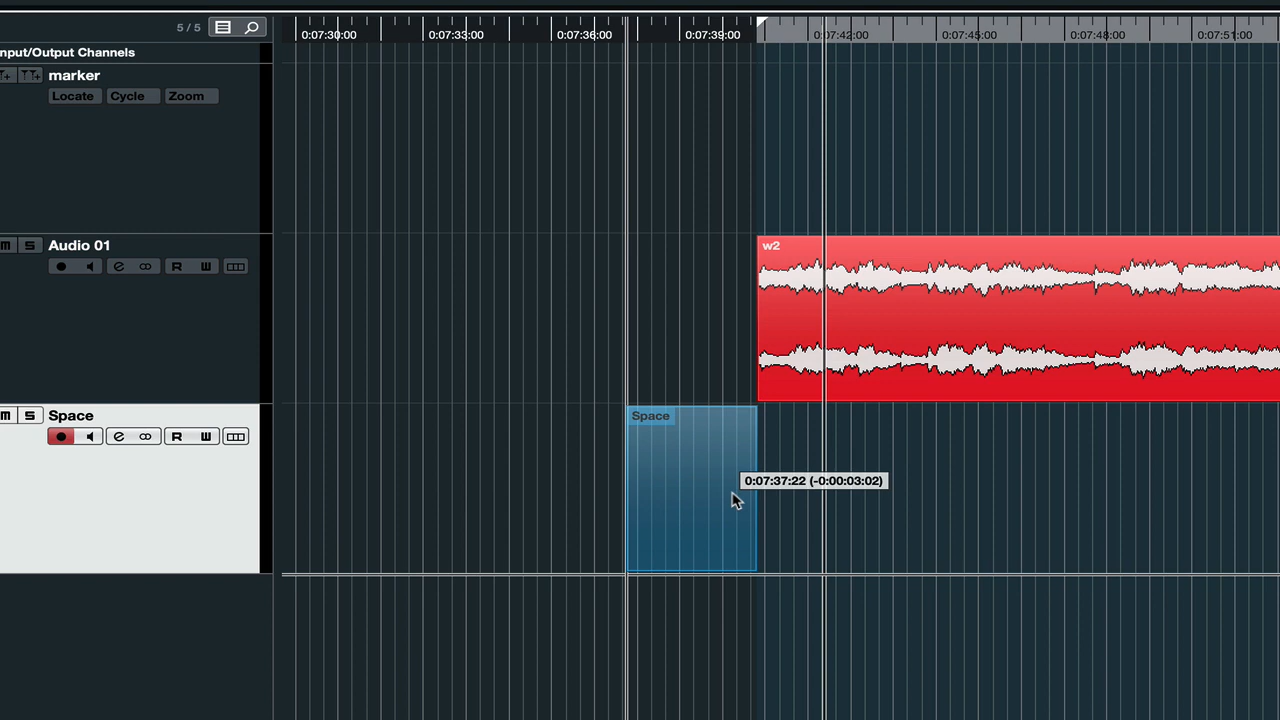 5 / 5
0:07:30:00 0:07:33:00 0:07:36:00 0:07:39:00 0:07:42:00 0:07:45:00 0:07:48:00 0:07:51:00
nput/Output Channels
marker
Locate Cycle Zoom
m S Audio 01 w2
e R W
m S Space Space
e R W
0:07:37:22 (-0:00:03:02)